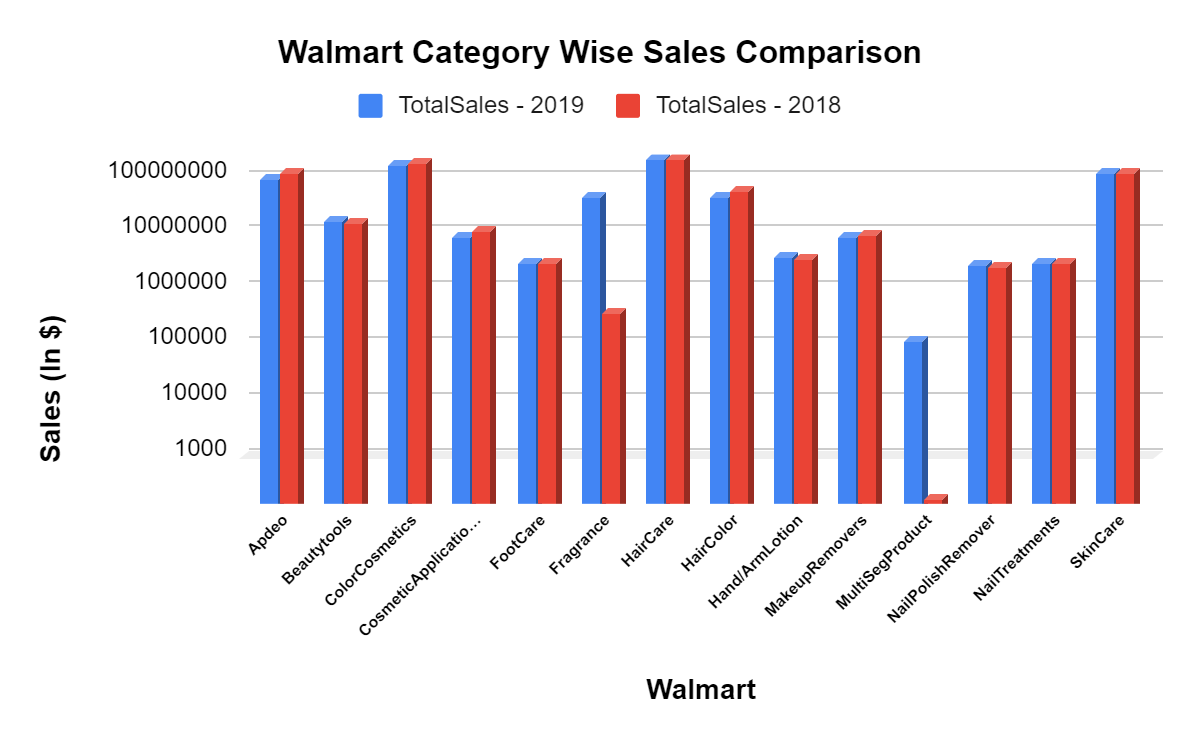 Walmart Category Wise Sales Comparison
TotalSales - 2019 TotalSales - 2018
100000000
10000000
1000000
100000
10000
1000
Sales (In $)
Apdeo
Beautytools
ColorCosmetics
CosmeticApplicatio…
FootCare
Fragrance
HairCare
HairColor
Hand/ArmLotion
MakeupRemovers
MultiSegProduct
NailPolishRemover
NailTreatments
SkinCare
Walmart